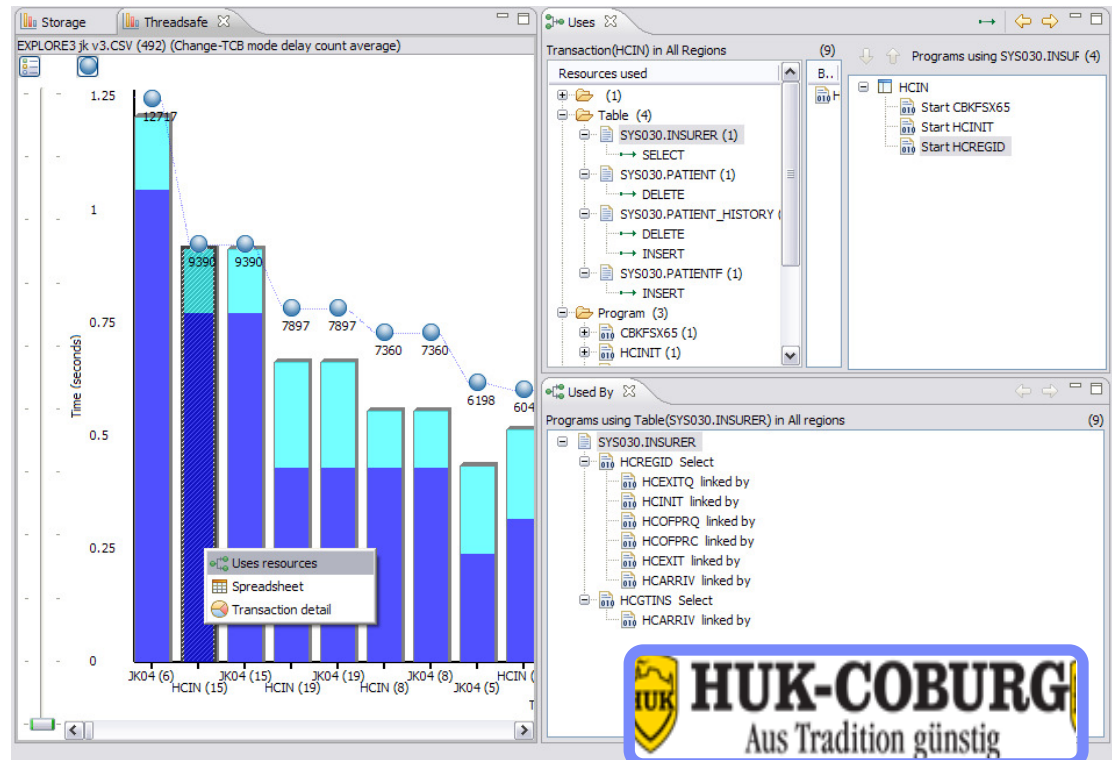 Storage
Threadsafe
EXPLORE3 jk v3.CSV (492) (Change-TCB mode delay count average)
1.25
1
0.75
0.5
0.25
0
Time (seconds)
12717
9390
9390
7897
7897
7360
7360
6198
604
Uses resources
Spreadsheet
Transaction detail
JK04 (6)
HCIN (15)
JK04 (15)
HCIN (19)
JK04 (19)
HCIN (8)
JK04 (8)
JK04 (5)
HCIN (
T
Uses
Transaction(HCIN) in All Regions
(9)
Resources used
(1)
Table (4)
SYS030.INSURER (1)
SELECT
SYS030.PATIENT (1)
DELETE
SYS030.PATIENT_HISTORY (
DELETE
INSERT
SYS030.PATIENTF (1)
INSERT
Program (3)
CBKFSX65 (1)
HCINIT (1)
B..
H
Programs using SYS030.INSUF (4)
HCIN
Start CBKFSX65
Start HCINIT
Start HCREGID
Used By
Programs using Table(SYS030.INSURER) in All regions (9)
SYS030.INSURER
HCREGID Select
HCEXITQ linked by
HCINIT linked by
HCOFPRQ linked by
HCOFPRC linked by
HCEXIT linked by
HCARRIV linked by
HCGTINS Select
HCARRIV linked by
HUK
HUK-COBURG
Aus Tradition günstig